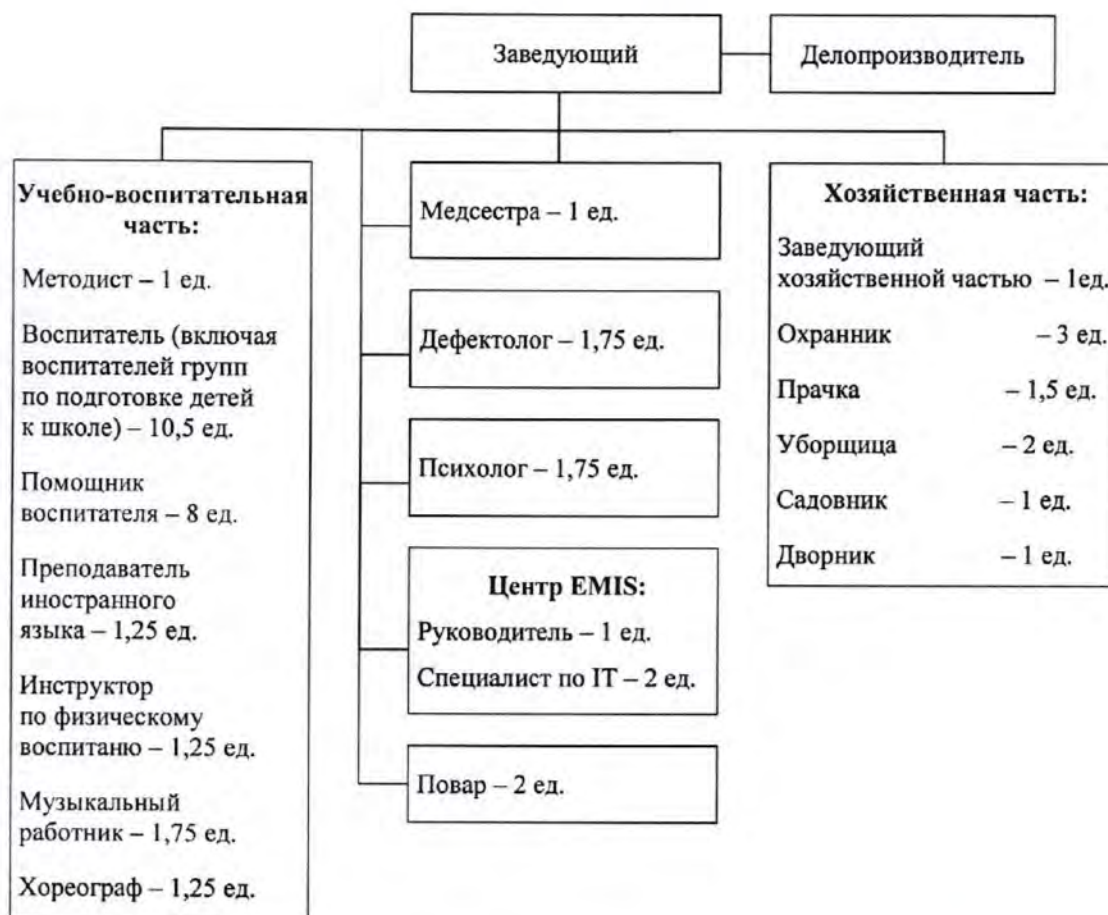 Заведующий
Делопроизводитель
Учебно-воспитательная
часть:
Методист – 1 ед.
Воспитатель (включая
воспитателей групп
по подготовке детей
к школе) – 10,5 ед.
Помощник
воспитателя – 8 ед.
Преподаватель
иностранного
языка – 1,25 ед.
Инструктор
по физическому
воспитаню – 1,25 ед.
Музыкальный
работник – 1,75 ед.
Хореограф – 1,25 ед.
Медсестра – 1 ед.
Дефектолог – 1,75 ед.
Психолог – 1,75 ед.
Центр EMIS:
Руководитель – 1 ед.
Специалист по IT – 2 ед.
Повар – 2 ед.
Хозяйственная часть:
Заведующий
хозяйственной частью – 1ед.
Охранник – 3 ед.
Прачка – 1,5 ед.
Уборщица – 2 ед.
Садовник – 1 ед.
Дворник – 1 ед.